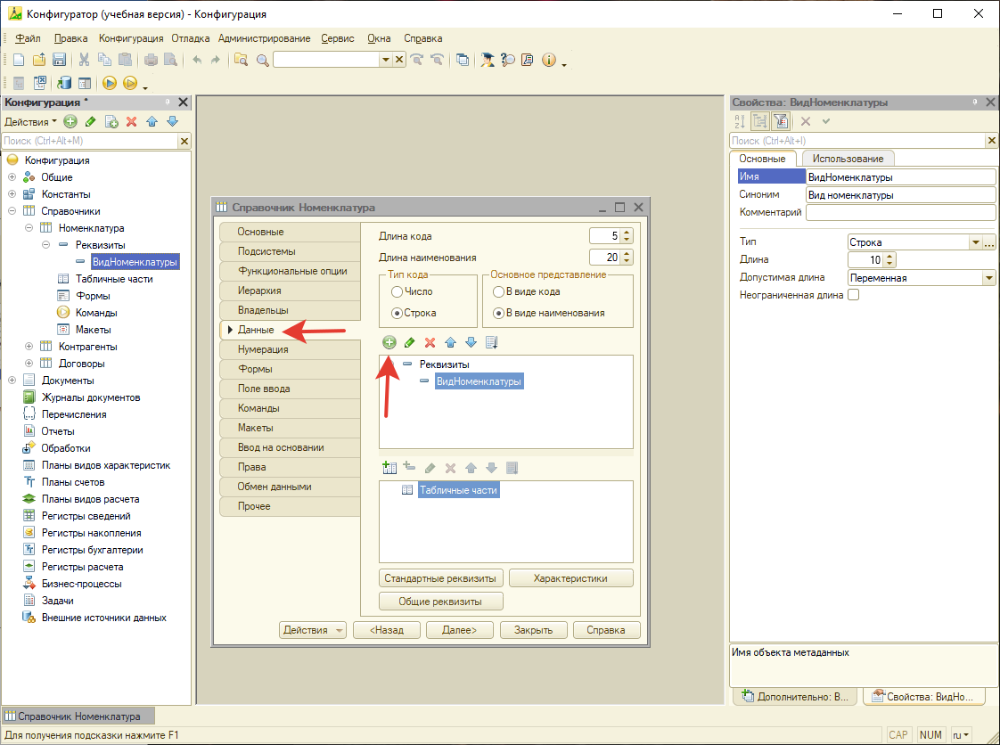 Конфигуратор (учебная версия) - Конфигурация
Файл Правка Конфигурация Отладка Администрирование Сервис Окна Справка
Конфигурация *
Действия
Поиск (Ctrl+Alt+M)
Конфигурация
Общие
Константы
Справочники
Номенклатура
Реквизиты
ВидНоменклатуры
Табличные части
Формы
Команды
Макеты
Контрагенты
Договоры
Документы
Журналы документов
Перечисления
Отчеты
Обработки
Планы видов характеристик
Планы счетов
Планы видов расчета
Регистры сведений
Регистры накопления
Регистры бухгалтерии
Регистры расчета
Бизнес-процессы
Задачи
Внешние источники данных
Справочник Номенклатура
Основные
Подсистемы
Функциональные опции
Иерархия
Владельцы
Данные
Нумерация
Формы
Поле ввода
Команды
Макеты
Ввод на основании
Права
Обмен данными
Прочее
Длина кода 5
Длина наименования 20
Тип кода
Число
Строка
Основное представление
В виде кода
В виде наименования
Реквизиты
ВидНоменклатуры
Табличные части
Стандартные реквизиты Характеристики
Общие реквизиты
Действия <Назад Далее> Закрыть Справка
Свойства: ВидНоменклатуры
Поиск (Ctrl+Alt+I)
Основные Использование
Имя ВидНоменклатуры
Синоним Вид номенклатуры
Комментарий
Тип Строка
Длина 10
Допустимая длина Переменная
Неограниченная длина
Имя объекта метаданных
Дополнительно: В... Свойства: ВидНо...
Справочник Номенклатура
Для получения подсказки нажмите F1 CAP NUM ru